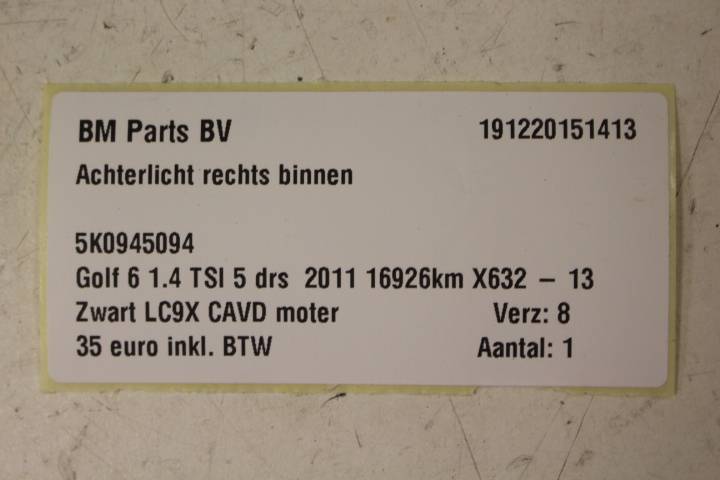 BM Parts BV 191220151413
Achterlicht rechts binnen
5K0945094
Golf 6 1.4 TSI 5 drs 2011 16926km X632 – 13
Zwart LC9X CAVD moter Verz: 8
35 euro inkl. BTW Aantal: 1